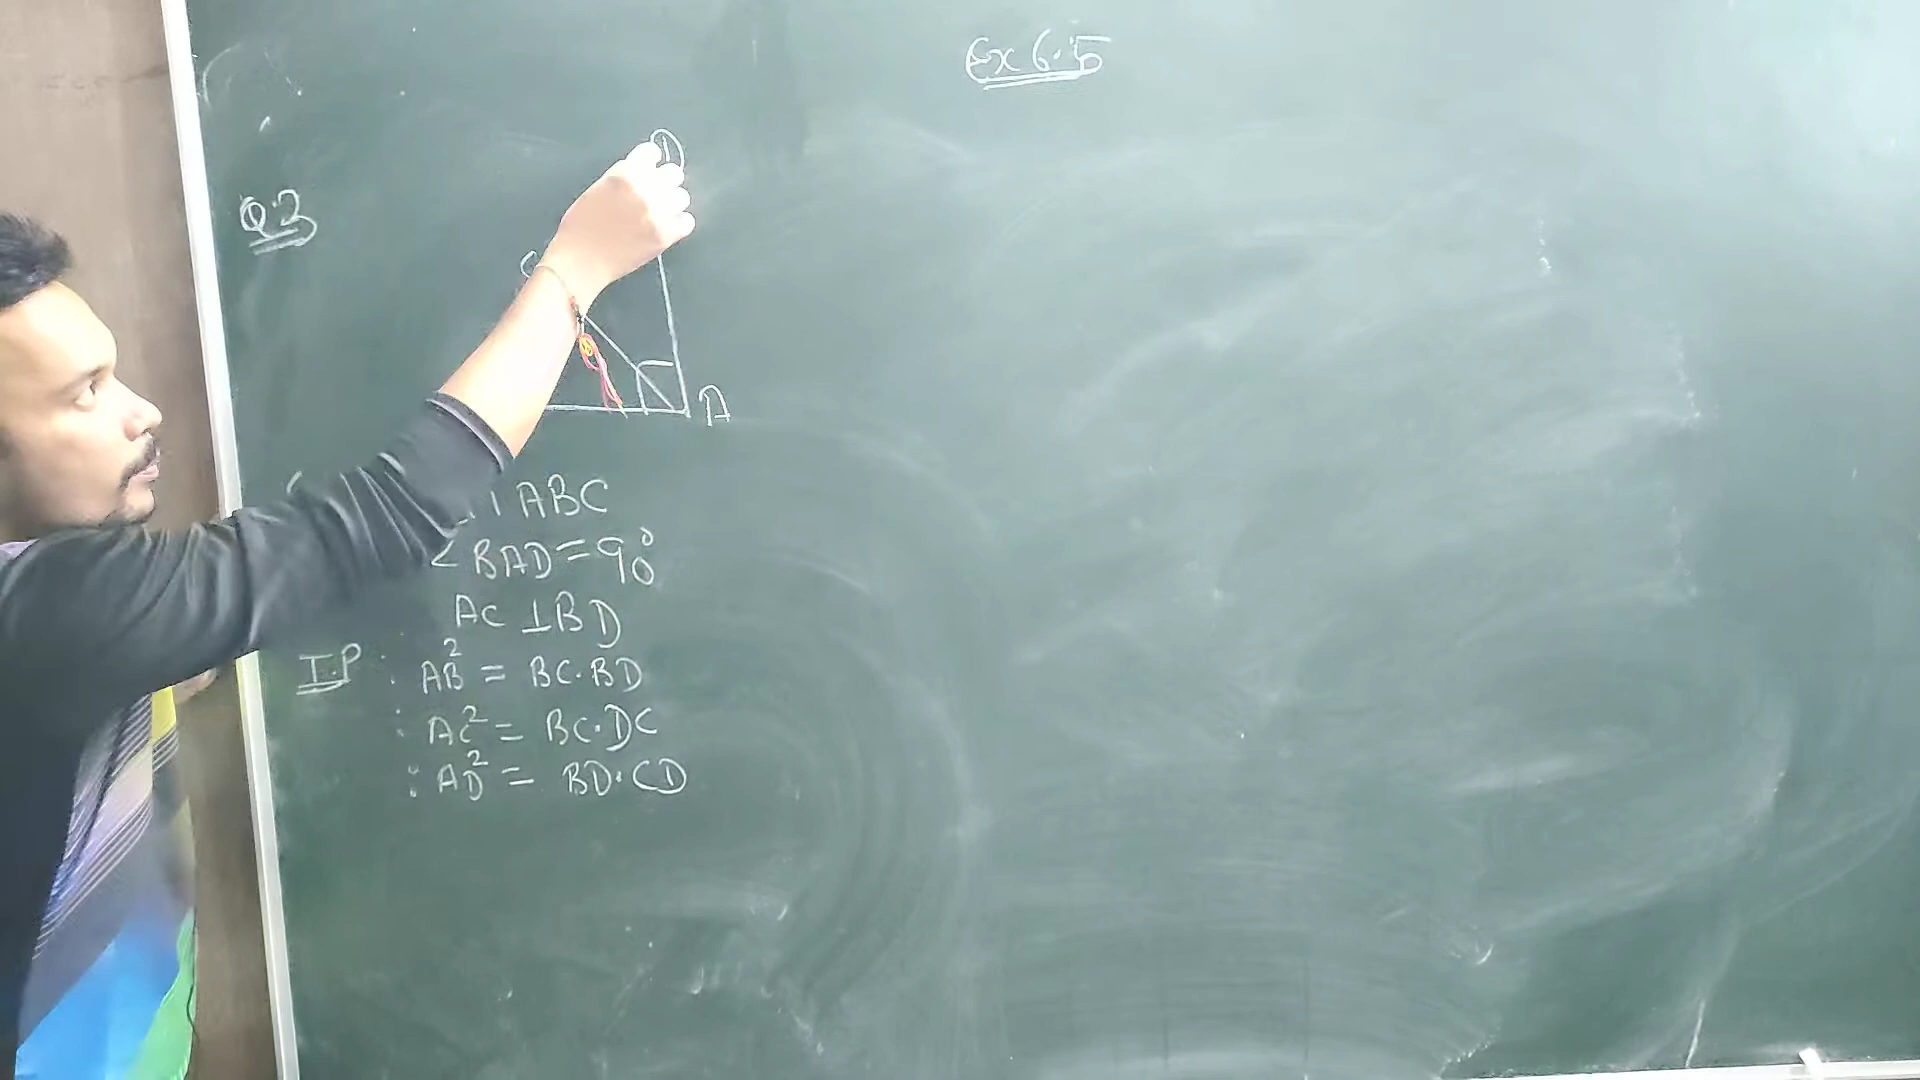 Ex 6.5
Q.3
D
C
A
ABC
∠BAD=90°
AC ⊥ BD
T.P : AB² = BC.BD
: AC² = BC.DC
: AD² = BD.CD